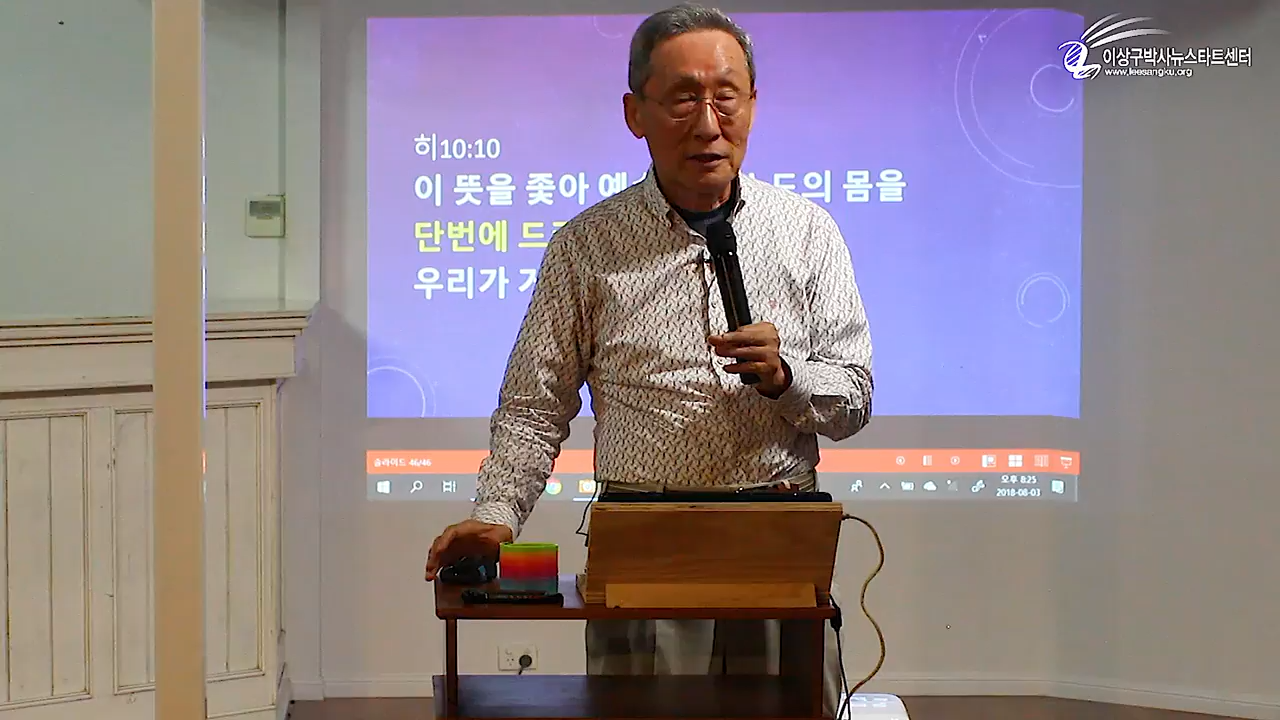 이상구박사뉴스타트센터
www.leesangku.org
히10:10
이 뜻을 좇아 예 도의 몸을
단번에 드
우리가
슬라이드 46/46
오후 8:25
2018-08-03